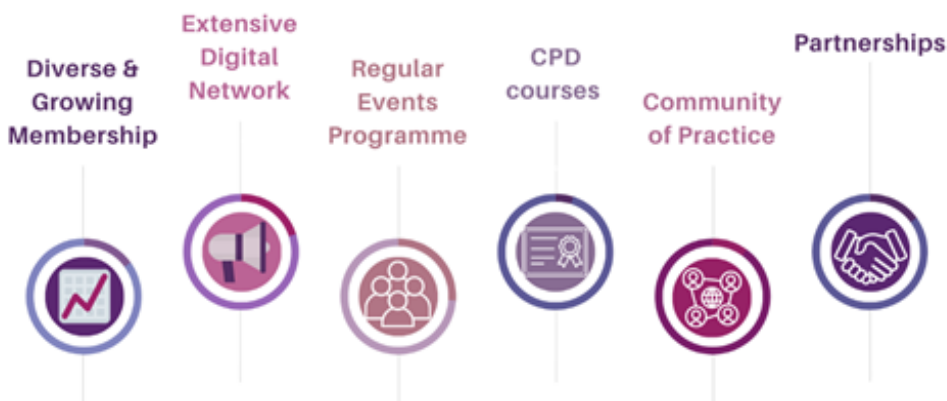 Diverse &
Growing
Membership
Extensive
Digital
Network
Regular
Events
Programme
CPD
courses
Community
of Practice
Partnerships